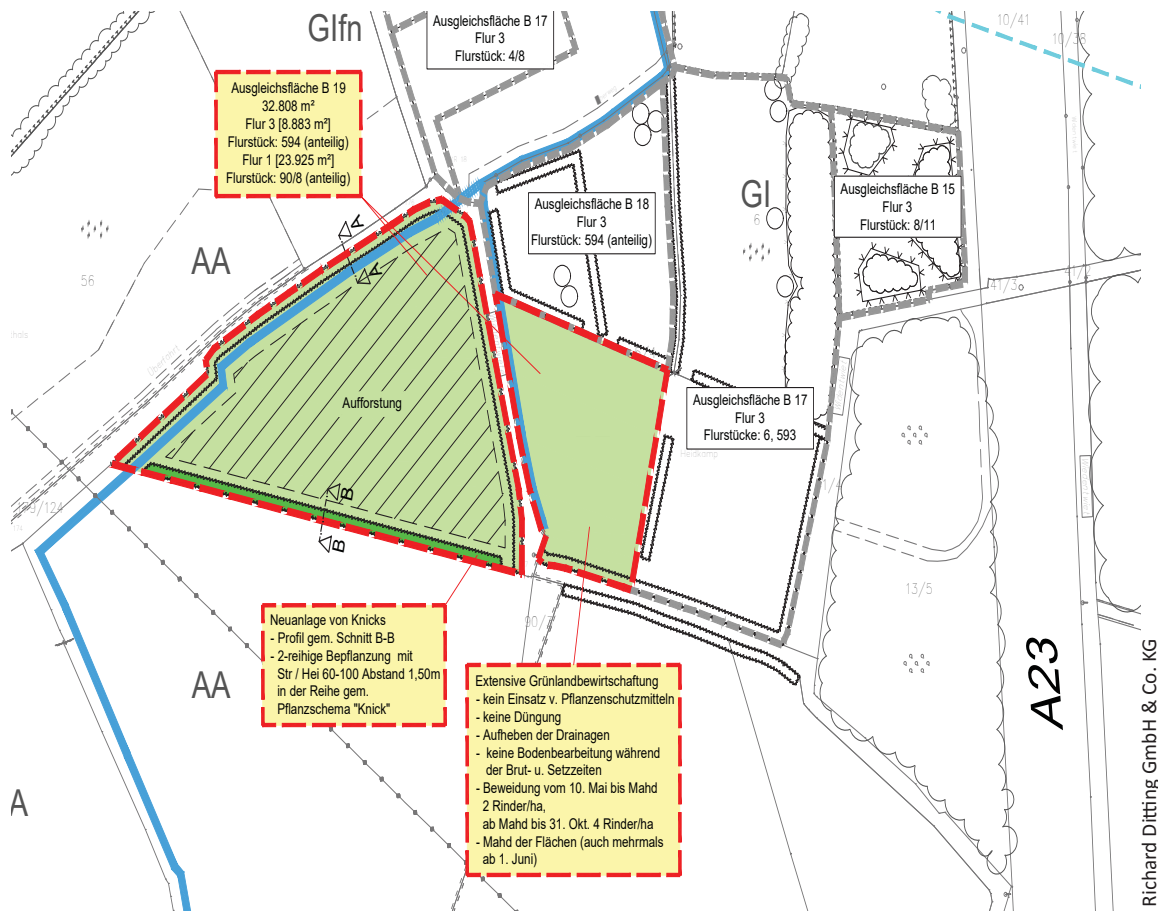 GIfn
Ausgleichsfläche B 17
Flur 3
Flurstück: 4/8
10/41
10/38
Ausgleichsfläche B 19
32.808 m²
Flur 3 [8.883 m²]
Flurstück: 594 (anteilig)
Flur 1 [23.925 m²]
Flurstück: 90/8 (anteilig)
Ausgleichsfläche B 18
Flur 3
Flurstück: 594 (anteilig)
GI
6
Ausgleichsfläche B 15
Flur 3
Flurstück: 8/11
AA
56
A
A
41/3
Aufforstung
Ausgleichsfläche B 17
Flur 3
Flurstücke: 6, 593
Heidkamp
B
B
13/5
Neuanlage von Knicks
- Profil gem. Schnitt B-B
- 2-reihige Bepflanzung mit
Str / Hei 60-100 Abstand 1,50m
in der Reihe gem.
Pflanzschema "Knick"
AA
A
Extensive Grünlandbewirtschaftung
- kein Einsatz v. Pflanzenschutzmitteln
- keine Düngung
- Aufheben der Drainagen
- keine Bodenbearbeitung während
der Brut- u. Setzzeiten
- Beweidung vom 10. Mai bis Mahd
2 Rinder/ha,
ab Mahd bis 31. Okt. 4 Rinder/ha
- Mahd der Flächen (auch mehrmals
ab 1. Juni)
A23
Richard Ditting GmbH & Co. KG